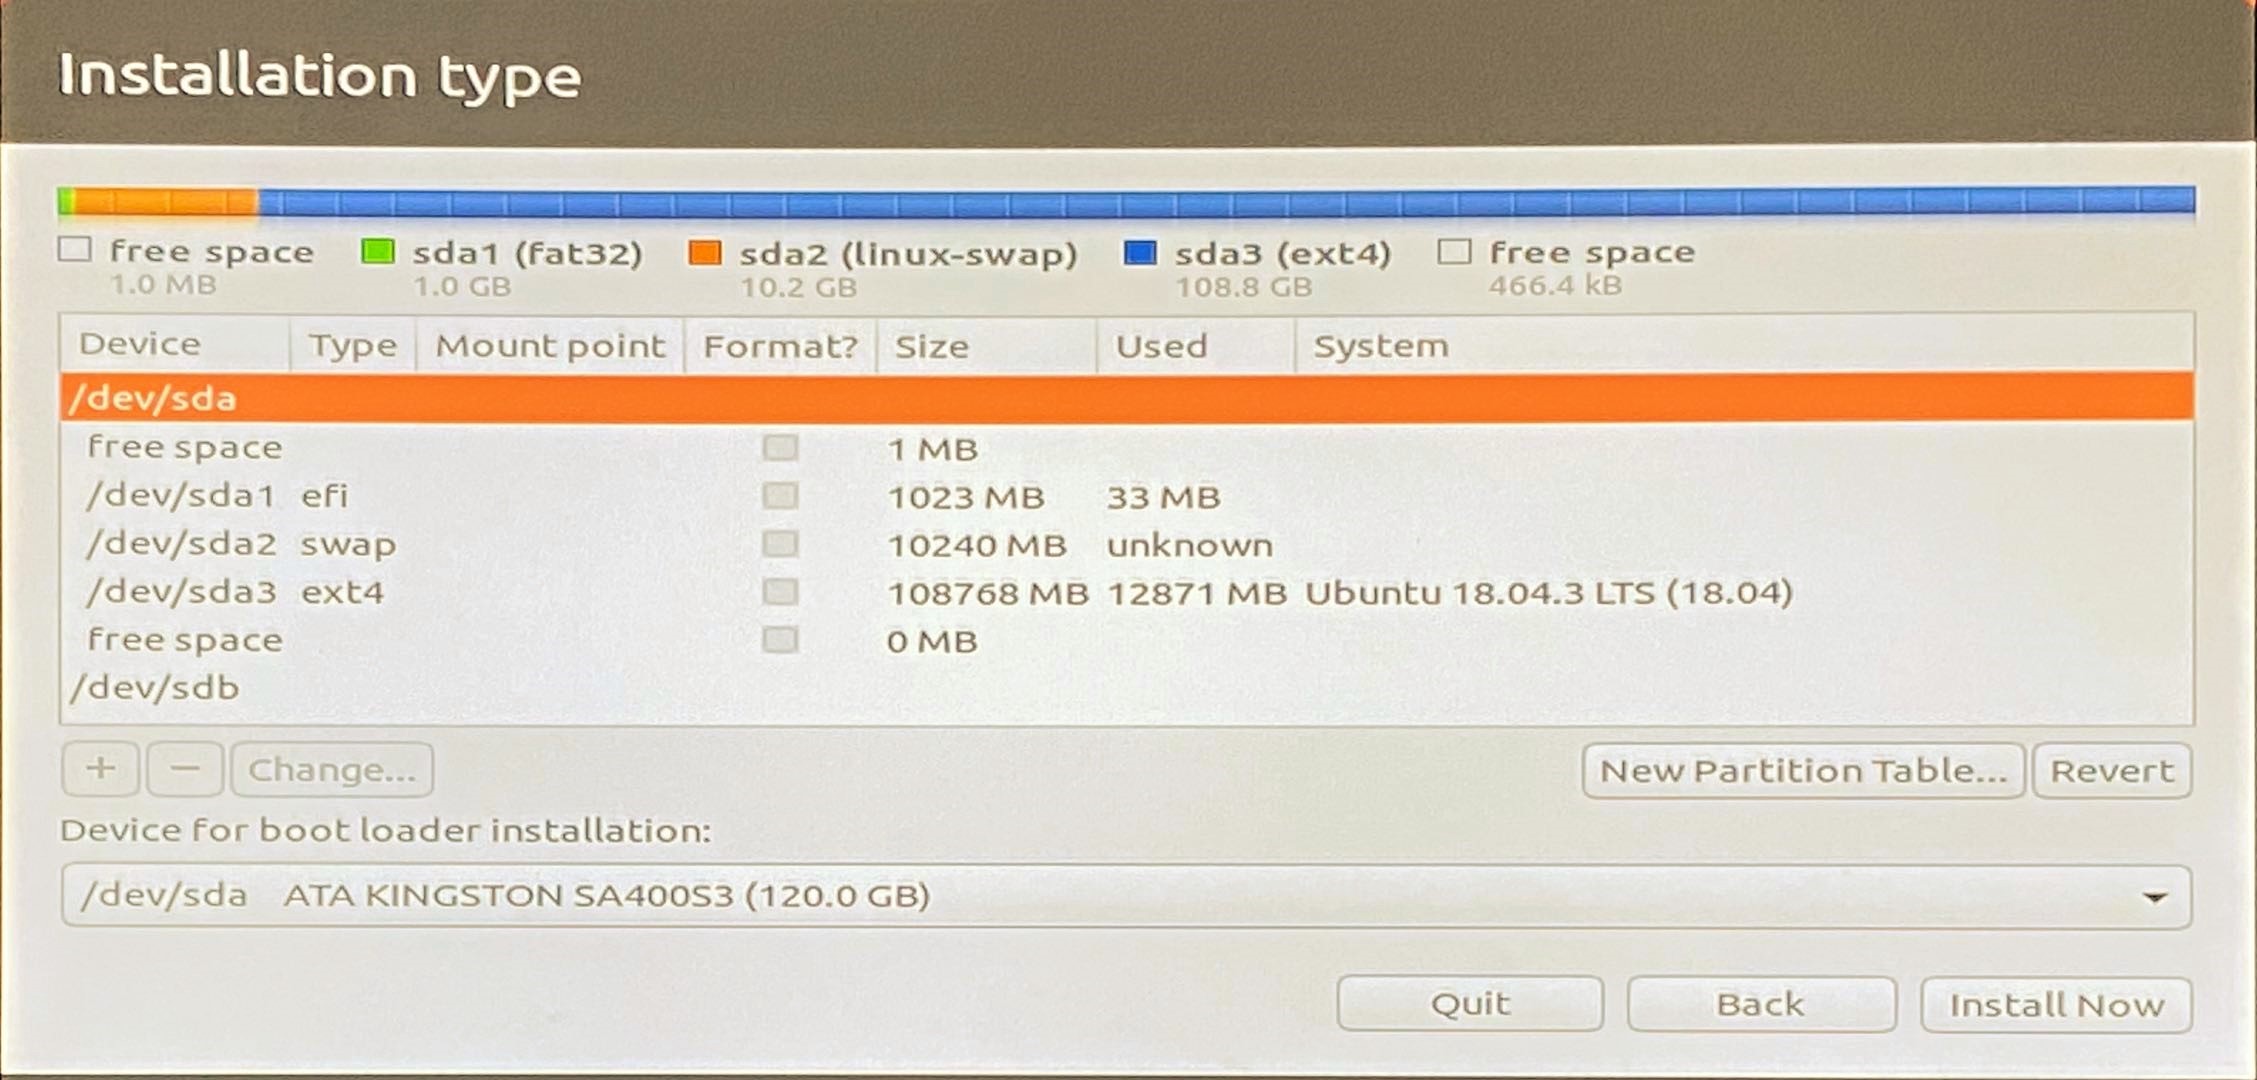 Installation type
free space sda1 (fat32) sda2 (linux-swap) sda3 (ext4) free space
1.0 MB 1.0 GB 10.2 GB 108.8 GB 466.4 kB
Device Type Mount point Format? Size Used System
/dev/sda
free space 1 MB
/dev/sda1 efi 1023 MB 33 MB
/dev/sda2 swap 10240 MB unknown
/dev/sda3 ext4 108768 MB 12871 MB Ubuntu 18.04.3 LTS (18.04)
free space 0 MB
/dev/sdb
+ − Change... New Partition Table... Revert
Device for boot loader installation:
/dev/sda ATA KINGSTON SA400S3 (120.0 GB)
Quit Back Install Now